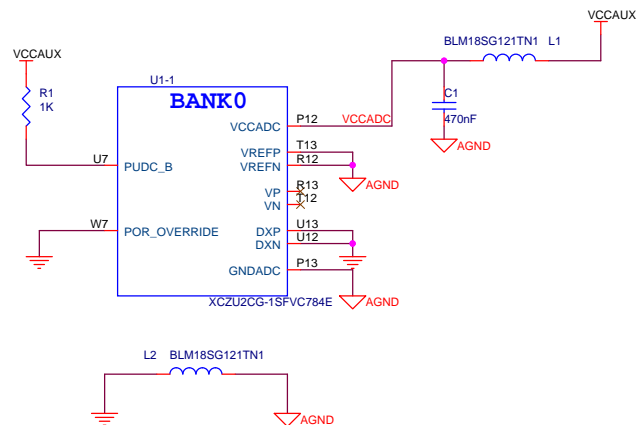 VCCAUX
BLM18SG121TN1 L1
VCCAUX
U1-1
R1
1K
BANK0
C1
470nF
P12
VCCADC
VCCADC
AGND
T13
VREFP
R12
VREFN
U7
PUDC_B
AGND
R13
VP
T12
VN
W7
POR_OVERRIDE
U13
DXP
U12
DXN
P13
GNDADC
XCZU2CG-1SFVC784E
AGND
L2 BLM18SG121TN1
AGND